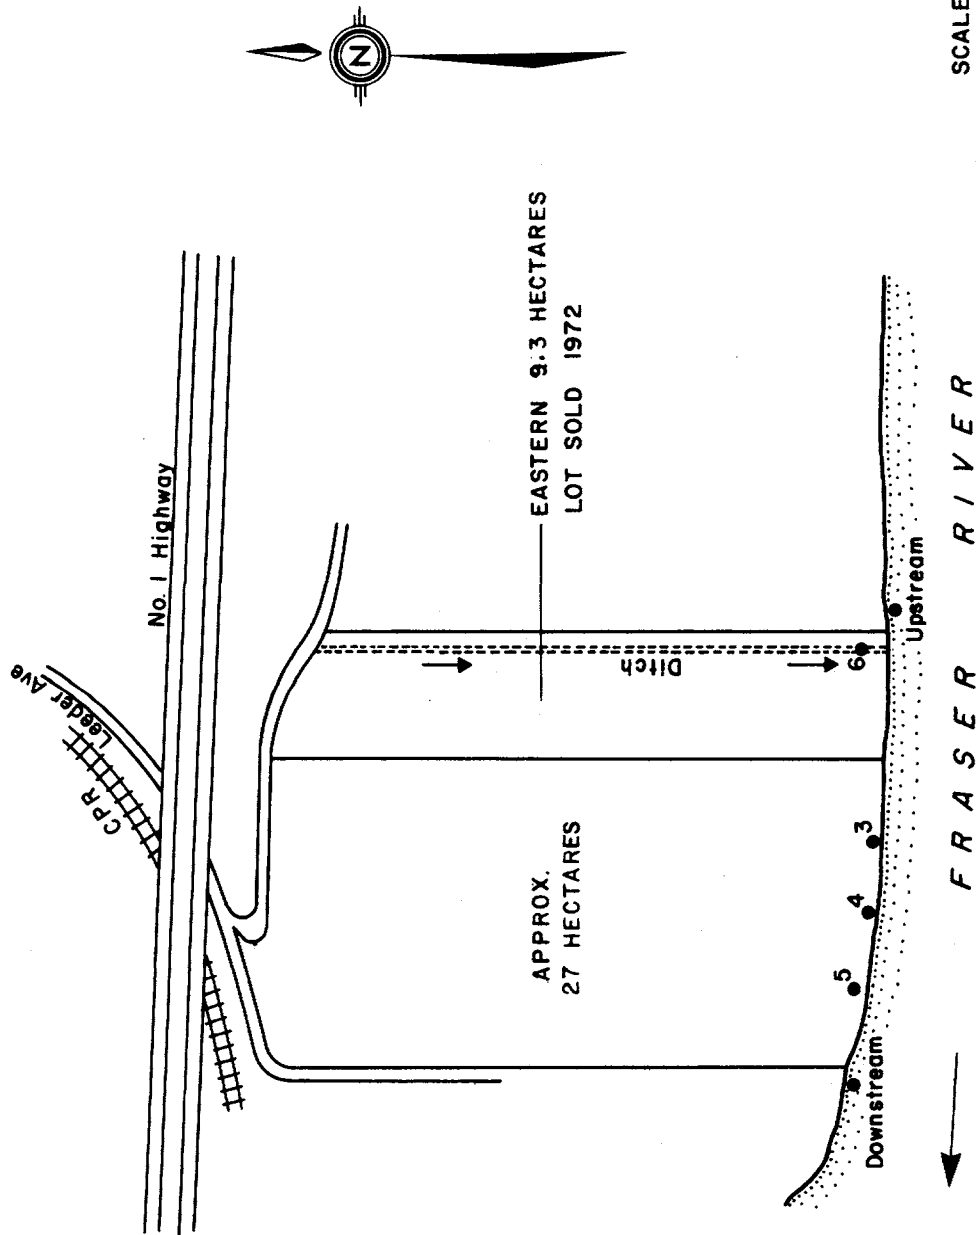 N
SCALE
No. 1 Highway
Leeder Ave
CPR
EASTERN 9.3 HECTARES
LOT SOLD 1972
Ditch
APPROX.
27 HECTARES
Downstream
5
4
3
6
Upstream
FRASER RIVER